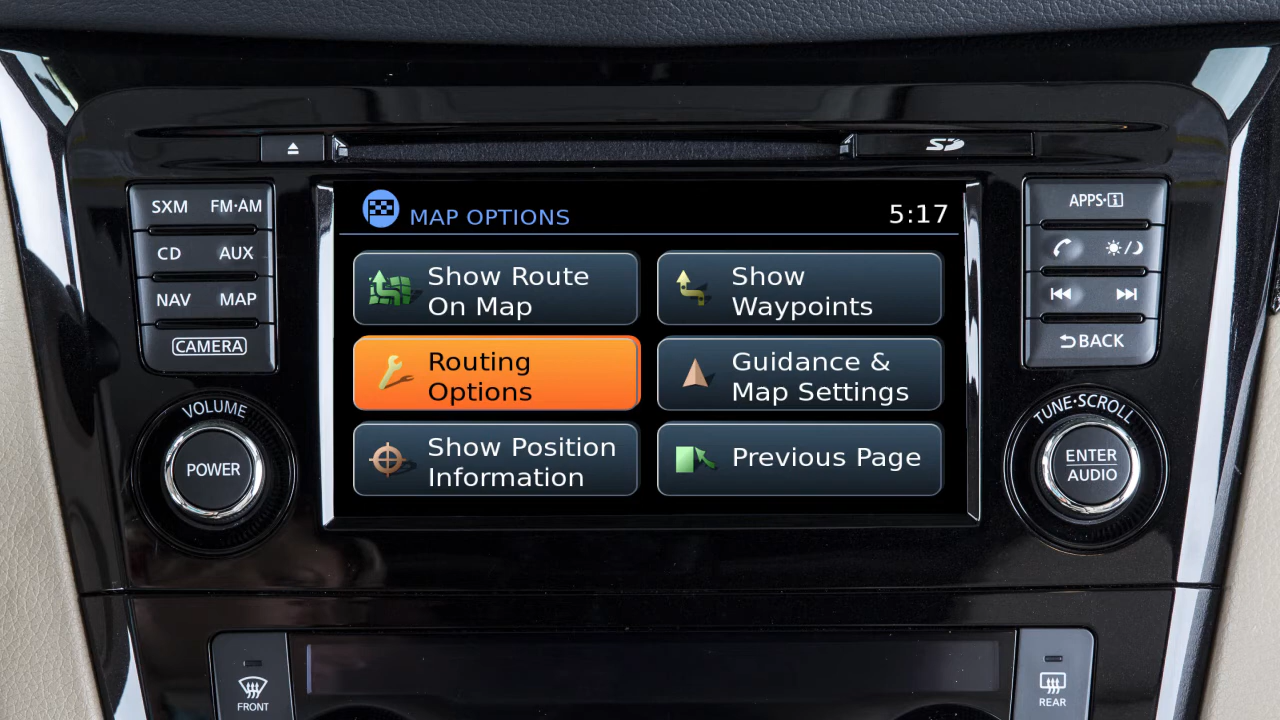 SD
SXM FM·AM
CD AUX
NAV MAP
CAMERA
VOLUME
POWER
MAP OPTIONS 5:17
Show Route
On Map
Show
Waypoints
Routing
Options
Guidance &
Map Settings
Show Position
Information
Previous Page
APPS·i
BACK
TUNE·SCROLL
ENTER
AUDIO
FRONT
REAR